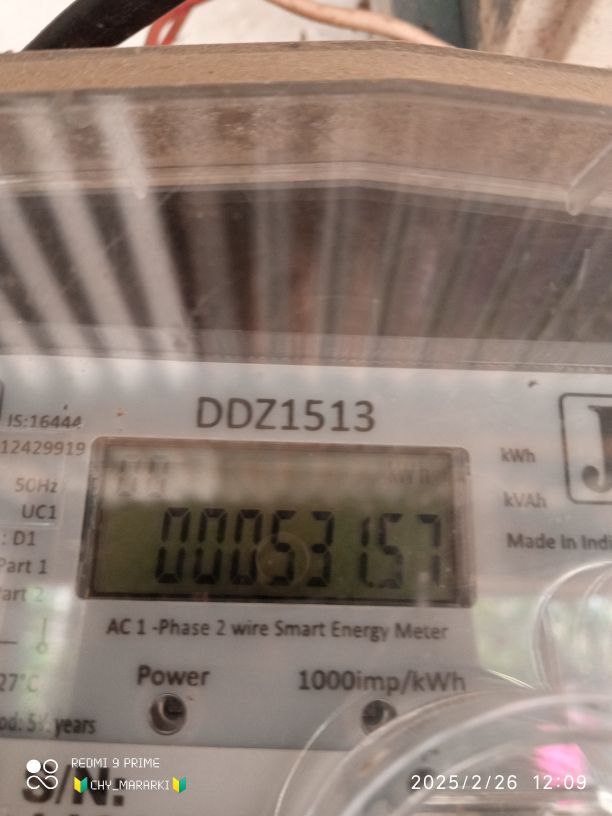 DDZ1513
IS:16444
12429919
50Hz
UC1
: D1
Part 1
Part 2
27°C
kWh
000531.57
kWh
kVAh
Made in Indi
AC 1 -Phase 2 wire Smart Energy Meter
Power
1000imp/kWh
years
S/N:
REDMI 9 PRIME
🔰CHY_MARARKI🔰
2025/2/26 12:09